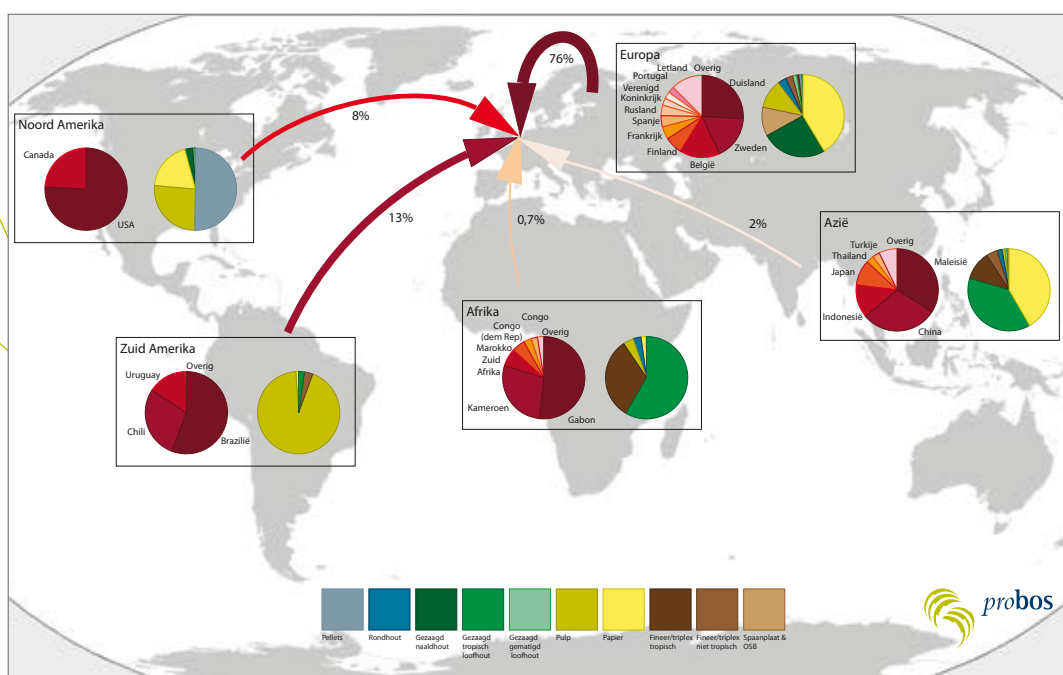 76%
8%
13%
0,7%
2%
Noord Amerika
Canada
USA
Europa
Letland
Overig
Portugal
Verenigd
Koninkrijk
Rusland
Spanje
Frankrijk
Finland
België
Zweden
Duisland
Azië
Turkije
Overig
Thailand
Japan
Indonesië
China
Maleisië
Afrika
Congo
Congo
(dem Rep)
Overig
Marokko
Zuid
Afrika
Kameroen
Gabon
Zuid Amerika
Overig
Uruguay
Chili
Brazilië
Pellets
Rondhout
Gezaagd
naaldhout
Gezaagd
tropisch
loofhout
Gezaagd
gematigd
loofhout
Pulp
Papier
Fineer/triplex
tropisch
Fineer/triplex
niet tropisch
Spaanplaat &
OSB
probos